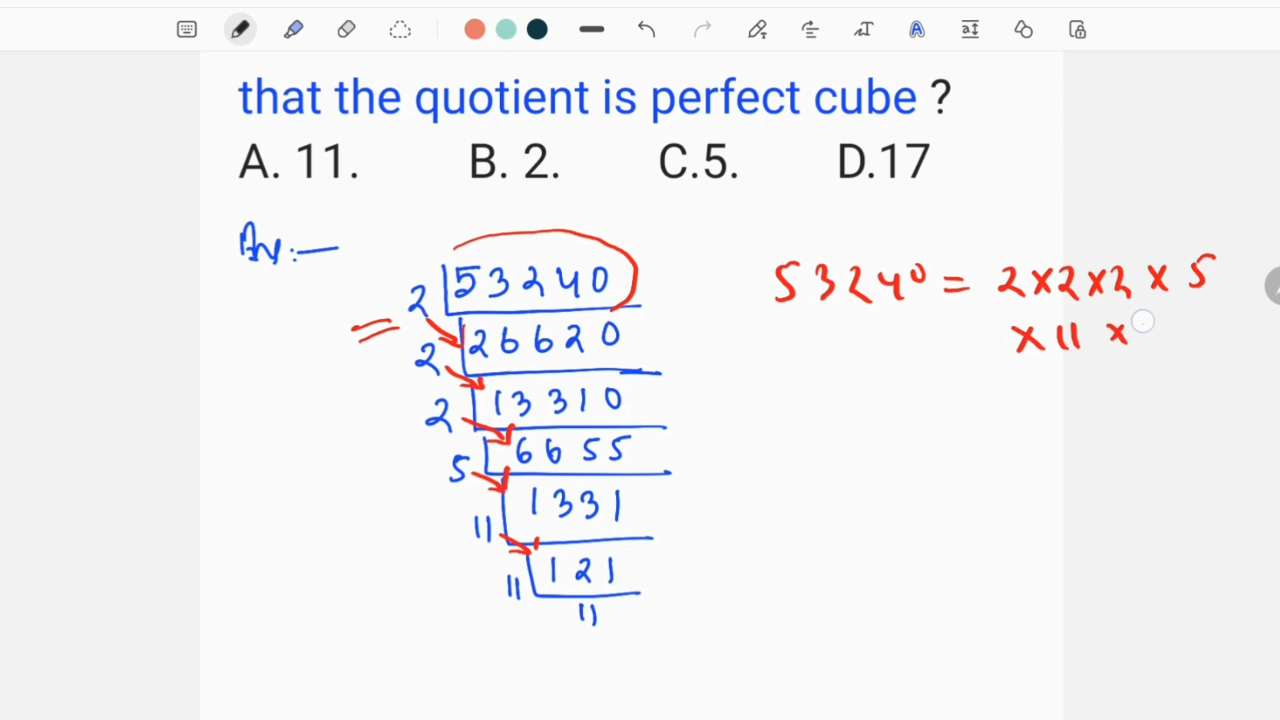 that the quotient is perfect cube ?
A. 11. B. 2. C.5. D.17
Ans:—
2 53240
2 26620
2 13310
5 6655
11 1331
11 121
11
53240 = 2×2×2×5
×11×